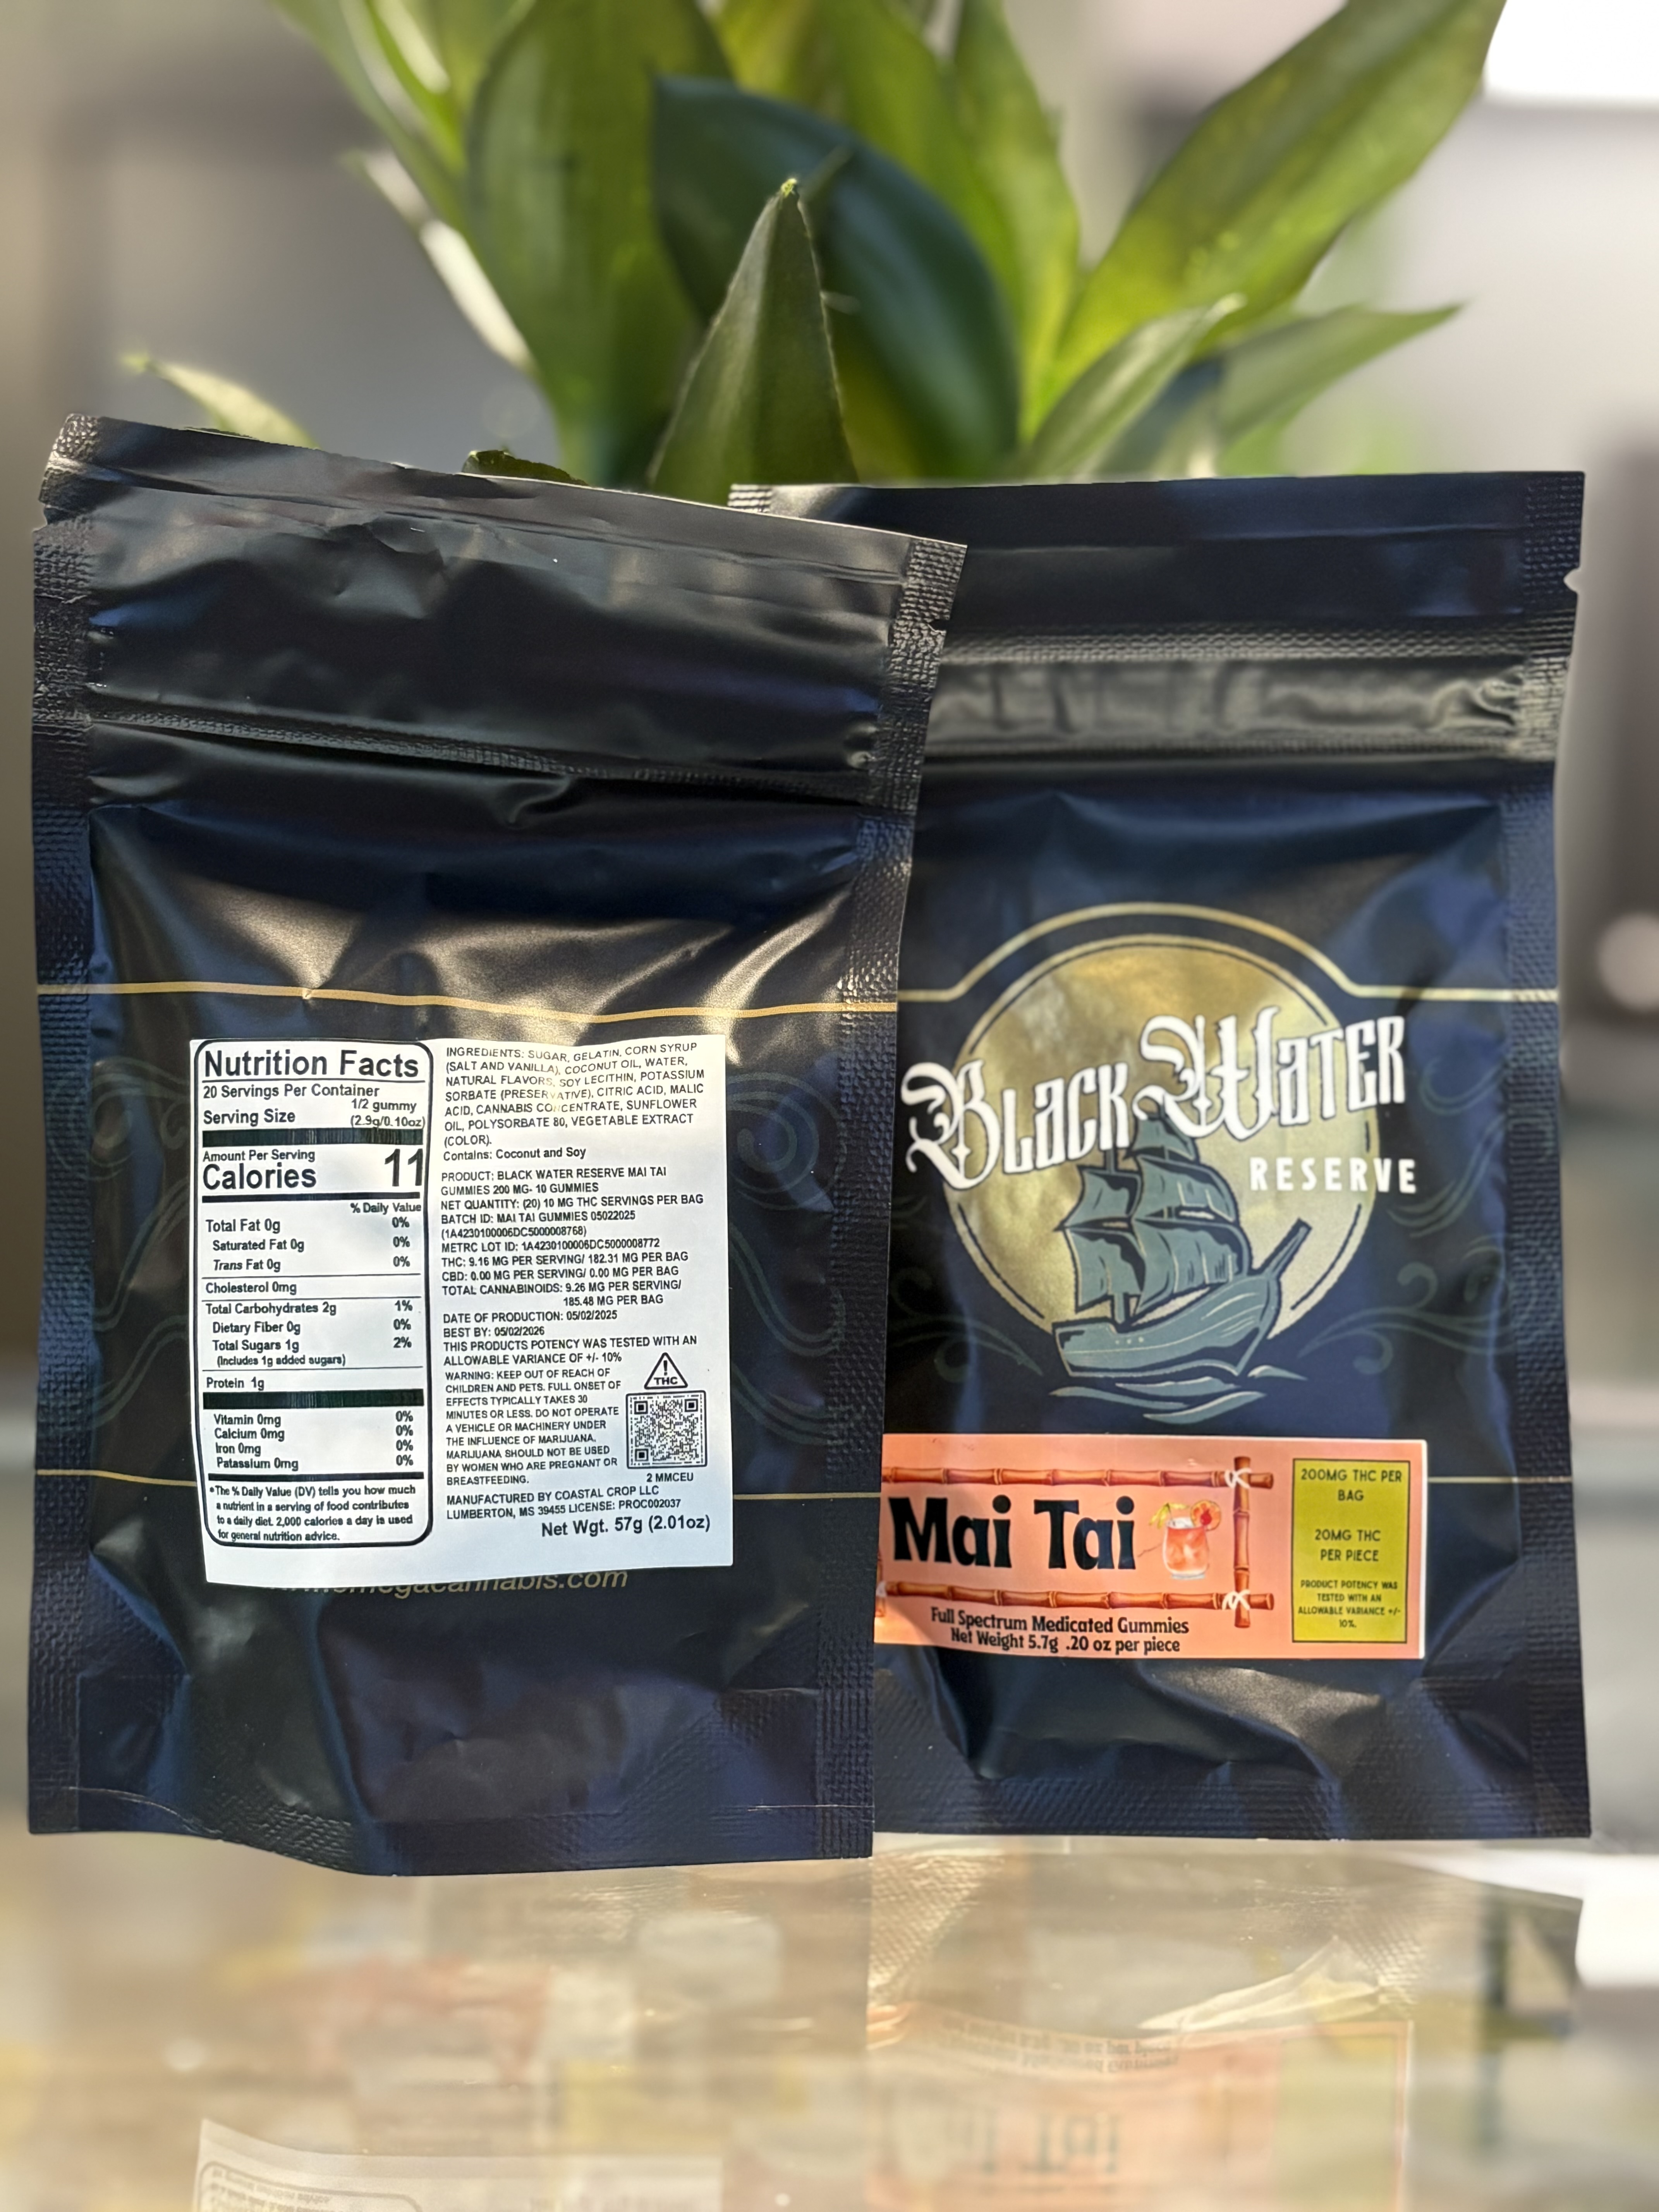 Nutrition Facts
20 Servings Per Container
Serving Size 1/2 gummy
(2.9g/0.10oz)
Amount Per Serving
Calories 11
% Daily Value
Total Fat 0g 0%
Saturated Fat 0g 0%
Trans Fat 0g 0%
Cholesterol 0mg
Total Carbohydrates 2g 1%
Dietary Fiber 0g 0%
Total Sugars 1g 2%
(Includes 1g added sugars)
Protein 1g
Vitamin 0mg 0%
Calcium 0mg 0%
Iron 0mg 0%
Potassium 0mg 0%
*The % Daily Value (DV) tells you how much
a nutrient in a serving of food contributes
to a daily diet. 2,000 calories a day is used
for general nutrition advice.
INGREDIENTS: SUGAR, GELATIN, CORN SYRUP
(SALT AND VANILLA), COCONUT OIL, WATER,
NATURAL FLAVORS, SOY LECITHIN, POTASSIUM
SORBATE (PRESERVATIVE), CITRIC ACID, MALIC
ACID, CANNABIS CONCENTRATE, SUNFLOWER
OIL, POLYSORBATE 80, VEGETABLE EXTRACT
(COLOR).
Contains: Coconut and Soy
PRODUCT: BLACK WATER RESERVE MAI TAI
GUMMIES 200 MG- 10 GUMMIES
NET QUANTITY: (20) 10 MG THC SERVINGS PER BAG
BATCH ID: MAI TAI GUMMIES 05022025
(1A4230100006DC5000008768)
METRC LOT ID: 1A4230100006DC5000008772
THC: 9.16 MG PER SERVING/ 182.31 MG PER BAG
CBD: 0.00 MG PER SERVING/ 0.00 MG PER BAG
TOTAL CANNABINOIDS: 9.26 MG PER SERVING/
185.48 MG PER BAG
DATE OF PRODUCTION: 05/02/2025
BEST BY: 05/02/2026
THIS PRODUCTS POTENCY WAS TESTED WITH AN
ALLOWABLE VARIANCE OF +/- 10%
WARNING: KEEP OUT OF REACH OF
CHILDREN AND PETS. FULL ONSET OF
EFFECTS TYPICALLY TAKES 30
MINUTES OR LESS. DO NOT OPERATE
A VEHICLE OR MACHINERY UNDER
THE INFLUENCE OF MARIJUANA.
MARIJUANA SHOULD NOT BE USED
BY WOMEN WHO ARE PREGNANT OR
BREASTFEEDING.
!
THC
2 MMCEU
MANUFACTURED BY COASTAL CROP LLC
LUMBERTON, MS 39455 LICENSE: PROC002037
Net Wgt. 57g (2.01oz)
Black Water
RESERVE
Mai Tai
Full Spectrum Medicated Gummies
Net Weight 5.7g .20 oz per piece
200MG THC PER
BAG
20MG THC
PER PIECE
PRODUCT POTENCY WAS
TESTED WITH AN
ALLOWABLE VARIANCE +/-
10%